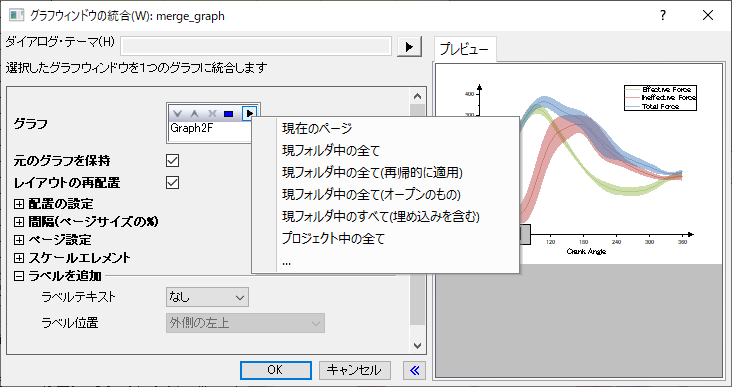 グラフウィンドウの統合(W): merge_graph
ダイアログ・テーマ(H)
選択したグラフウィンドウを1つのグラフに統合します
グラフ
Graph2F
現在のページ
現フォルダ中の全て
現フォルダ中の全て(再帰的に適用)
現フォルダ中の全て(オープンのもの)
現フォルダ中のすべて(埋め込みを含む)
プロジェクト中の全て
...
元のグラフを保持
レイアウトの再配置
配置の設定
間隔(ページサイズの%)
ページ設定
スケールエレメント
ラベルを追加
ラベルテキスト
なし
ラベル位置
外側の左上
OK
キャンセル
プレビュー
Effective Force
Ineffective Force
Total Force
400
300
120
180
240
300
360
Crank Angle